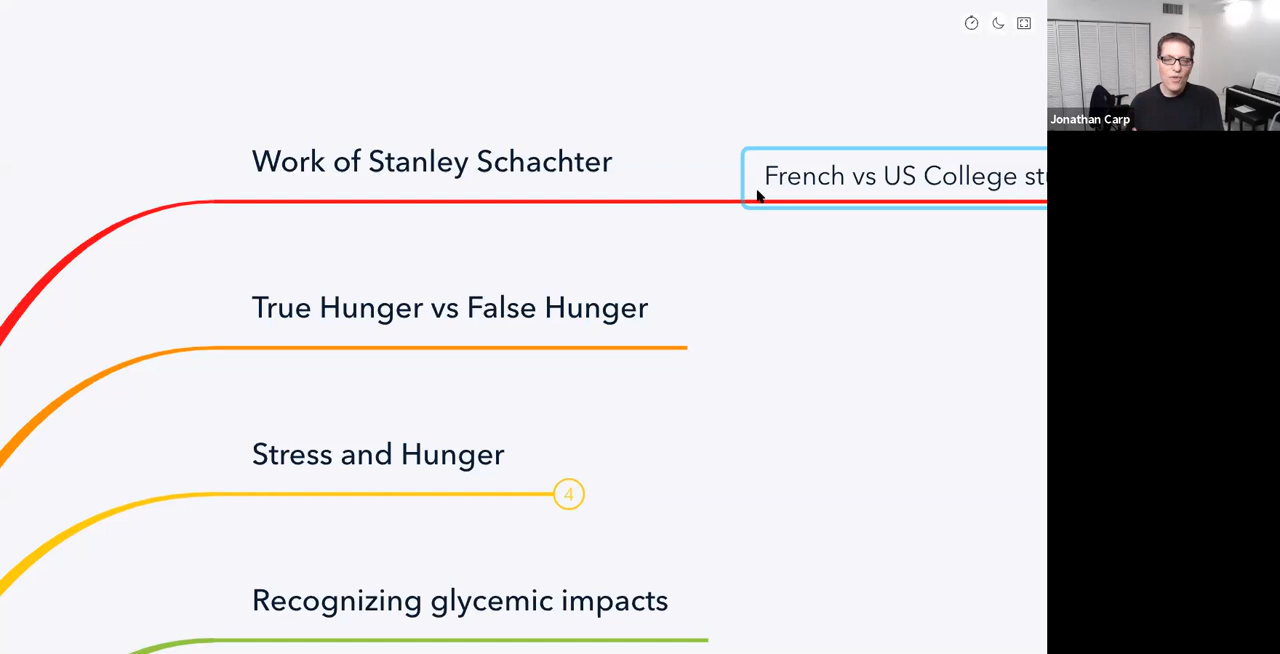 Jonathan Carp
Work of Stanley Schachter
French vs US College
True Hunger vs False Hunger
Stress and Hunger
4
Recognizing glycemic impacts